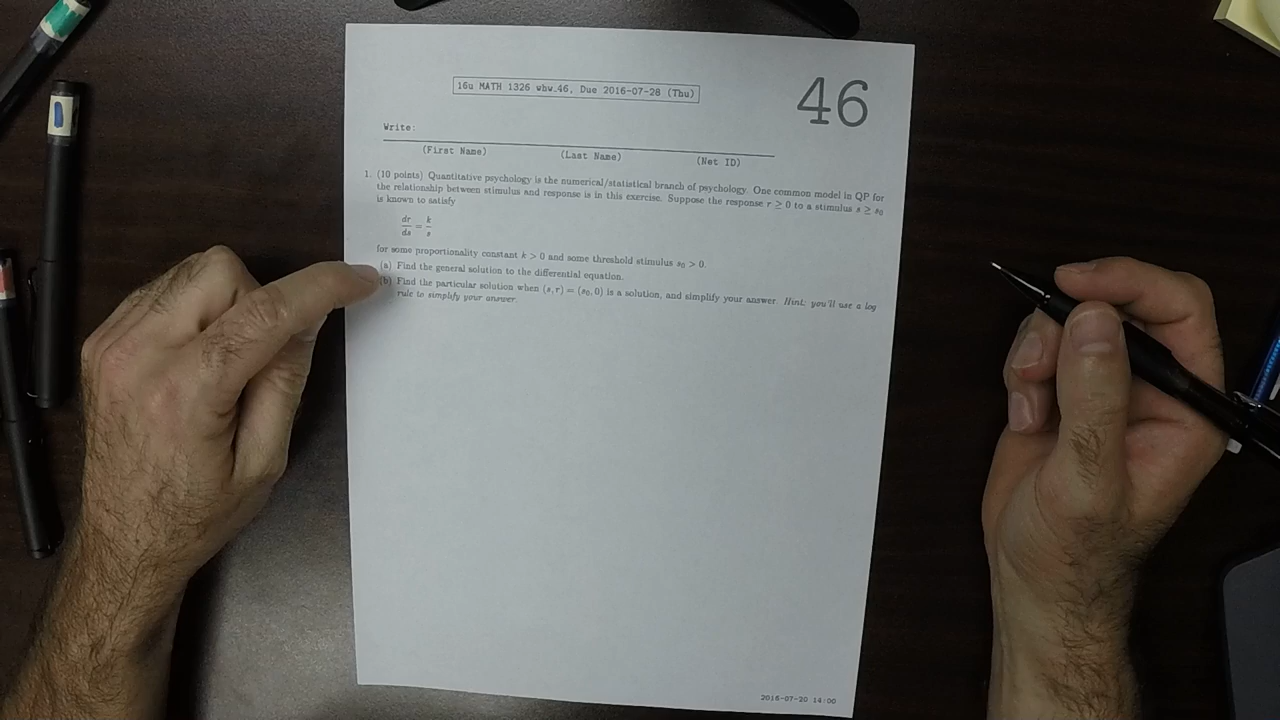 16u MATH 1326 whw.46, Due 2016-07-28 (Thu)
46
Write:
(First Name) (Last Name) (Net ID)
1. (10 points) Quantitative psychology is the numerical/statistical branch of psychology. One common model in QP for
the relationship between stimulus and response is in this exercise. Suppose the response r ≥ 0 to a stimulus s ≥ s₀
is known to satisfy
dr/ds = k/s
for some proportionality constant k > 0 and some threshold stimulus s₀ > 0.
(a) Find the general solution to the differential equation.
(b) Find the particular solution when (s, r) = (s₀, 0) is a solution, and simplify your answer. Hint: you'll use a log
rule to simplify your answer.
2016-07-20 14:00